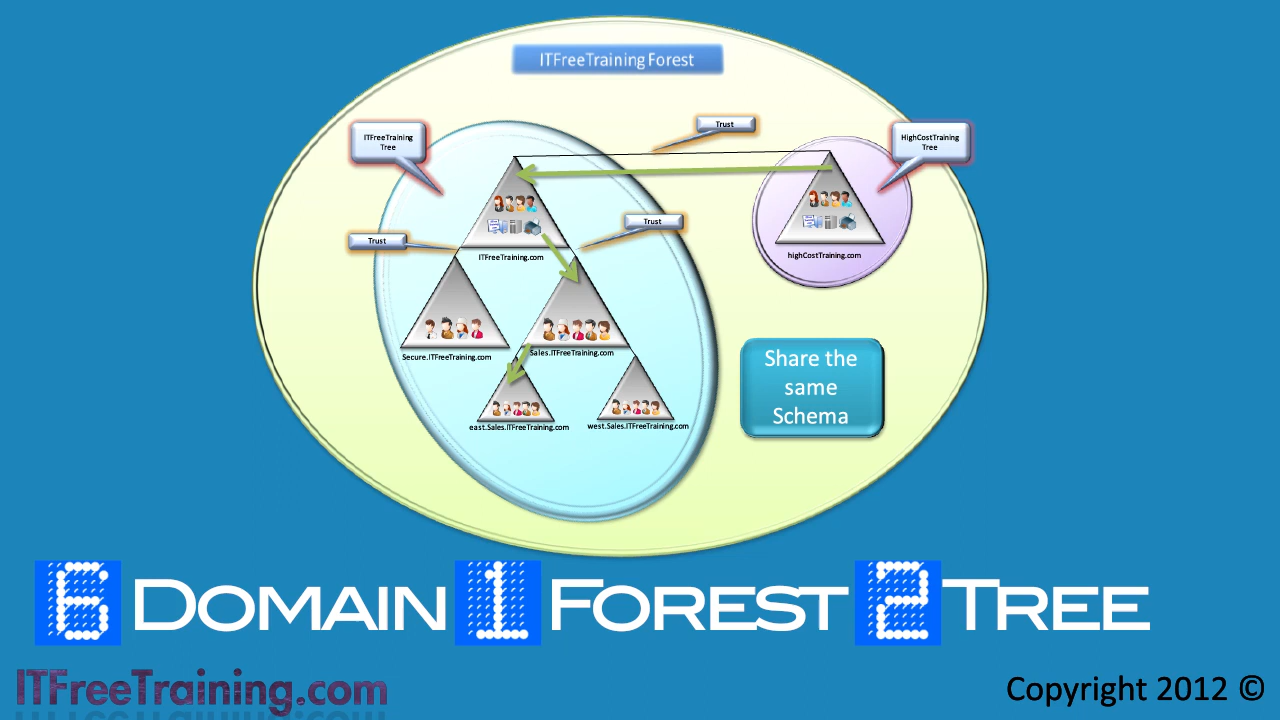 ITFreeTraining Forest
Trust
ITFreeTraining
Tree
HighCostTraining
Tree
Trust
Trust
ITFreeTraining.com
highCostTraining.com
Secure.ITFreeTraining.com
Sales.ITFreeTraining.com
Share the
same
Schema
east.Sales.ITFreeTraining.com
west.Sales.ITFreeTraining.com
6 DOMAIN 1 FOREST 2 TREE
ITFreeTraining.com
Copyright 2012 ©